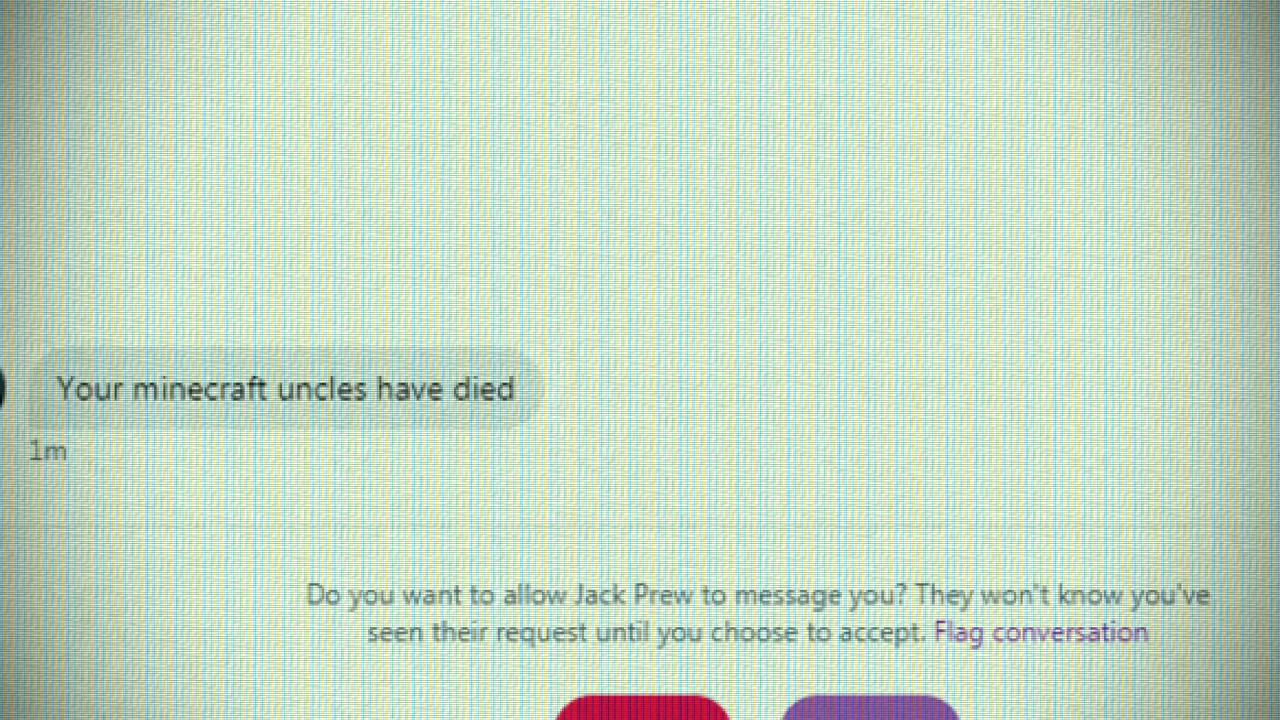 Your minecraft uncles have died
1m
Do you want to allow Jack Prew to message you? They won't know you've
seen their request until you choose to accept. Flag conversation